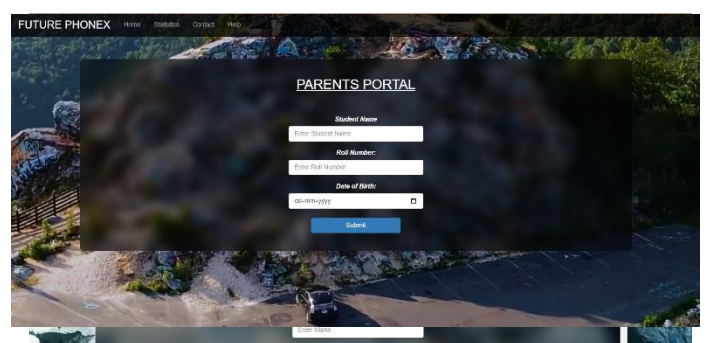 FUTURE PHONEX Home Statistics Contact Help
PARENTS PORTAL
Student Name
Enter Student Name
Roll Number:
Enter Roll Number
Date of Birth:
dd-mm-yyyy
Submit
Enter Marks